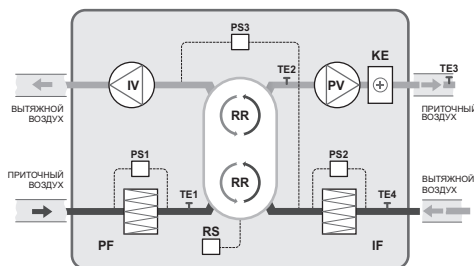 PS3
KE
TE3
TE2
IV
PV
ВЫТЯЖНОЙ
ВОЗДУХ
ПРИТОЧНЫЙ
ВОЗДУХ
RR
ПРИТОЧНЫЙ
ВОЗДУХ
PS1
PS2
ВЫТЯЖНОЙ
ВОЗДУХ
RR
TE1
TE4
RS
PF
IF